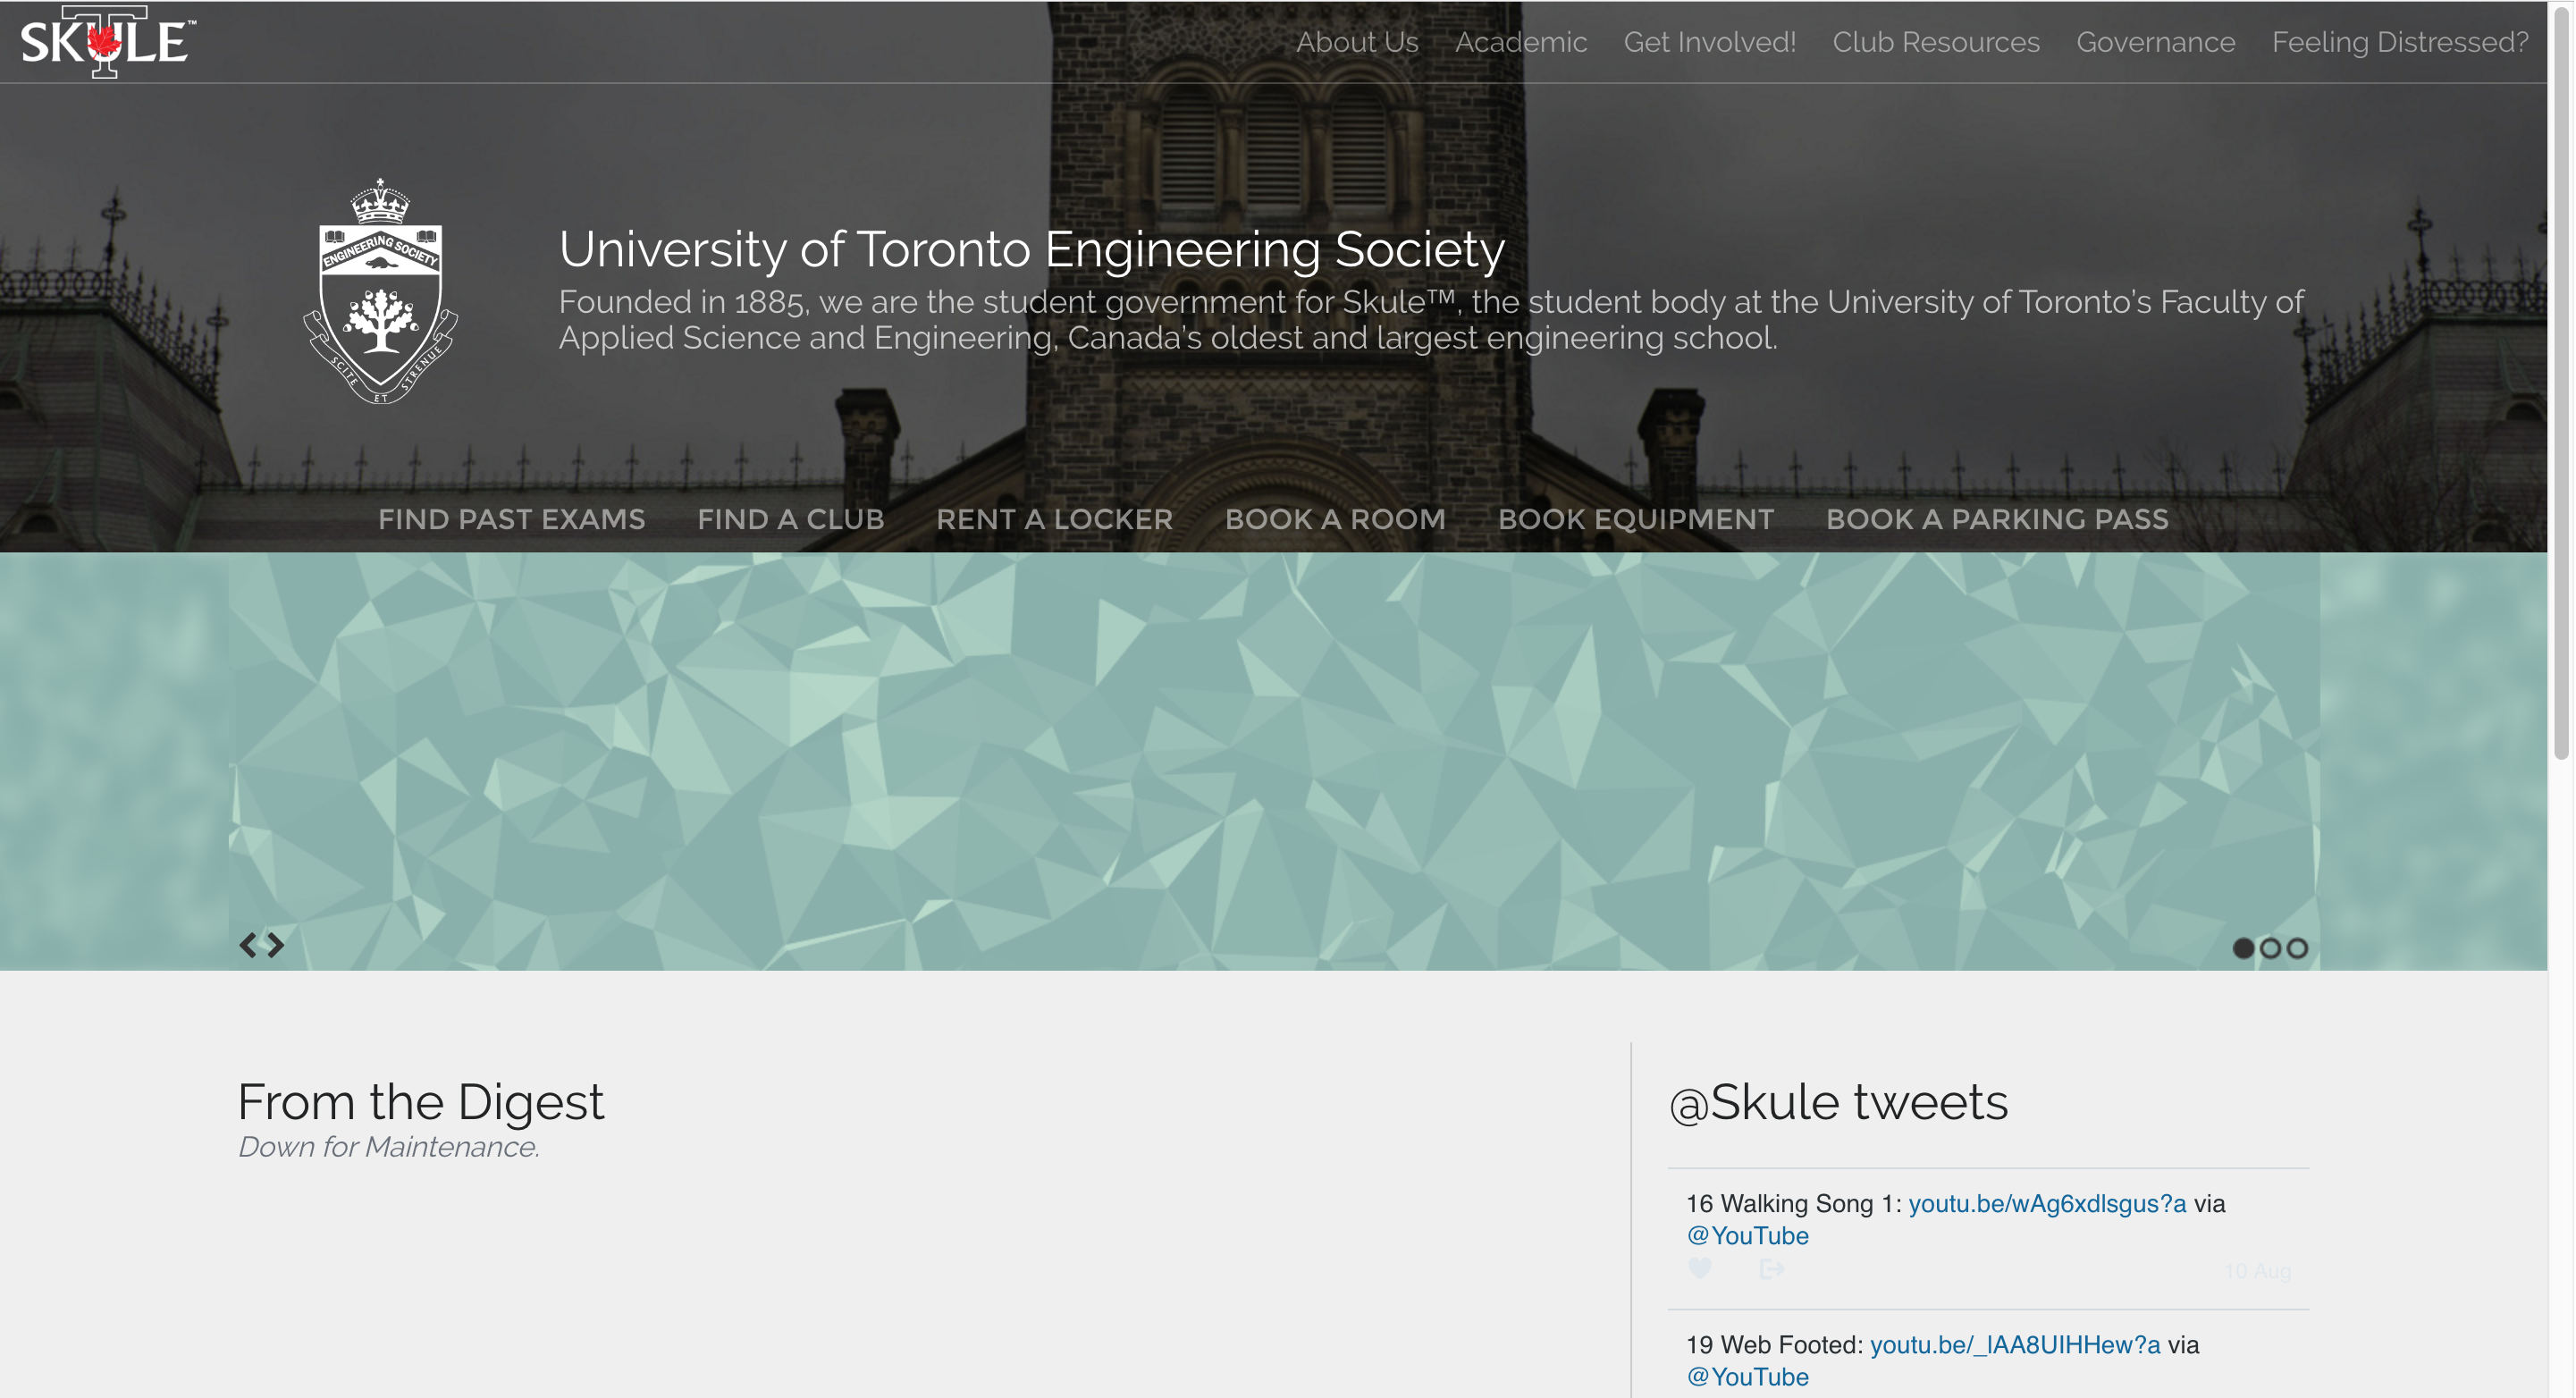 SKULE™
About Us Academic Get Involved! Club Resources Governance Feeling Distressed?
ENGINEERING SOCIETY
SCITE ET STRENUE
University of Toronto Engineering Society
Founded in 1885, we are the student government for Skule™, the student body at the University of Toronto's Faculty of
Applied Science and Engineering, Canada's oldest and largest engineering school.
FIND PAST EXAMS FIND A CLUB RENT A LOCKER BOOK A ROOM BOOK EQUIPMENT BOOK A PARKING PASS
From the Digest
Down for Maintenance.
@Skule tweets
16 Walking Song 1: youtu.be/wAg6xdlsgus?a via
@YouTube
10 Aug
19 Web Footed: youtu.be/_lAA8UIHHew?a via
@YouTube